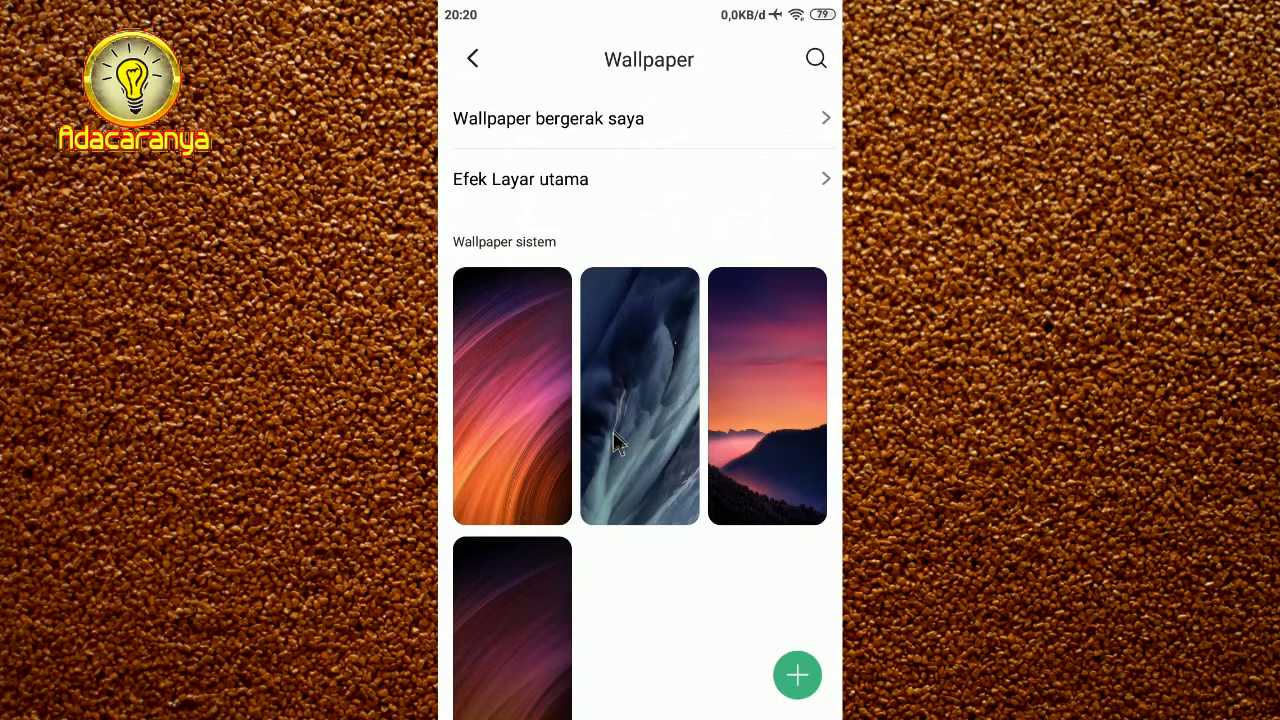 20:20
0,0KB/d
79
Wallpaper
Adacaranya
Wallpaper bergerak saya
Efek Layar utama
Wallpaper sistem